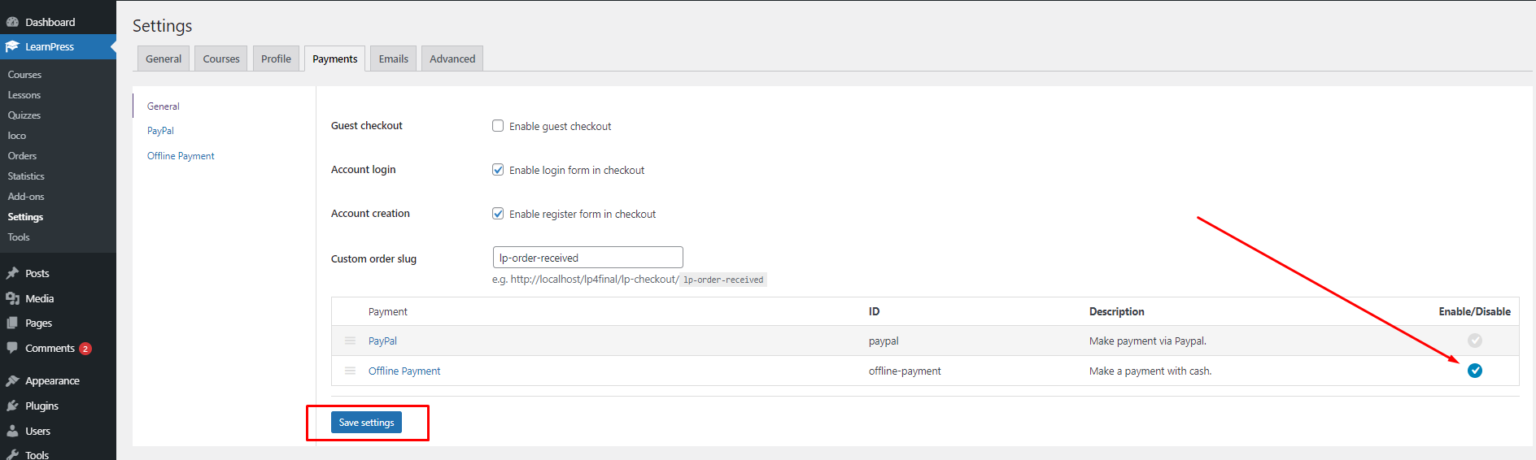 Dashboard
LearnPress
Courses
Lessons
Quizzes
loco
Orders
Statistics
Add-ons
Settings
Tools
Posts
Media
Pages
Comments 2
Appearance
Plugins
Users
Tools
Settings
General Courses Profile Payments Emails Advanced
General
PayPal
Offline Payment
Guest checkout Enable guest checkout
Account login Enable login form in checkout
Account creation Enable register form in checkout
Custom order slug lp-order-received
e.g. http://localhost/lp4final/lp-checkout/ lp-order-received
Payment ID Description Enable/Disable
PayPal paypal Make payment via Paypal.
Offline Payment offline-payment Make a payment with cash.
Save settings